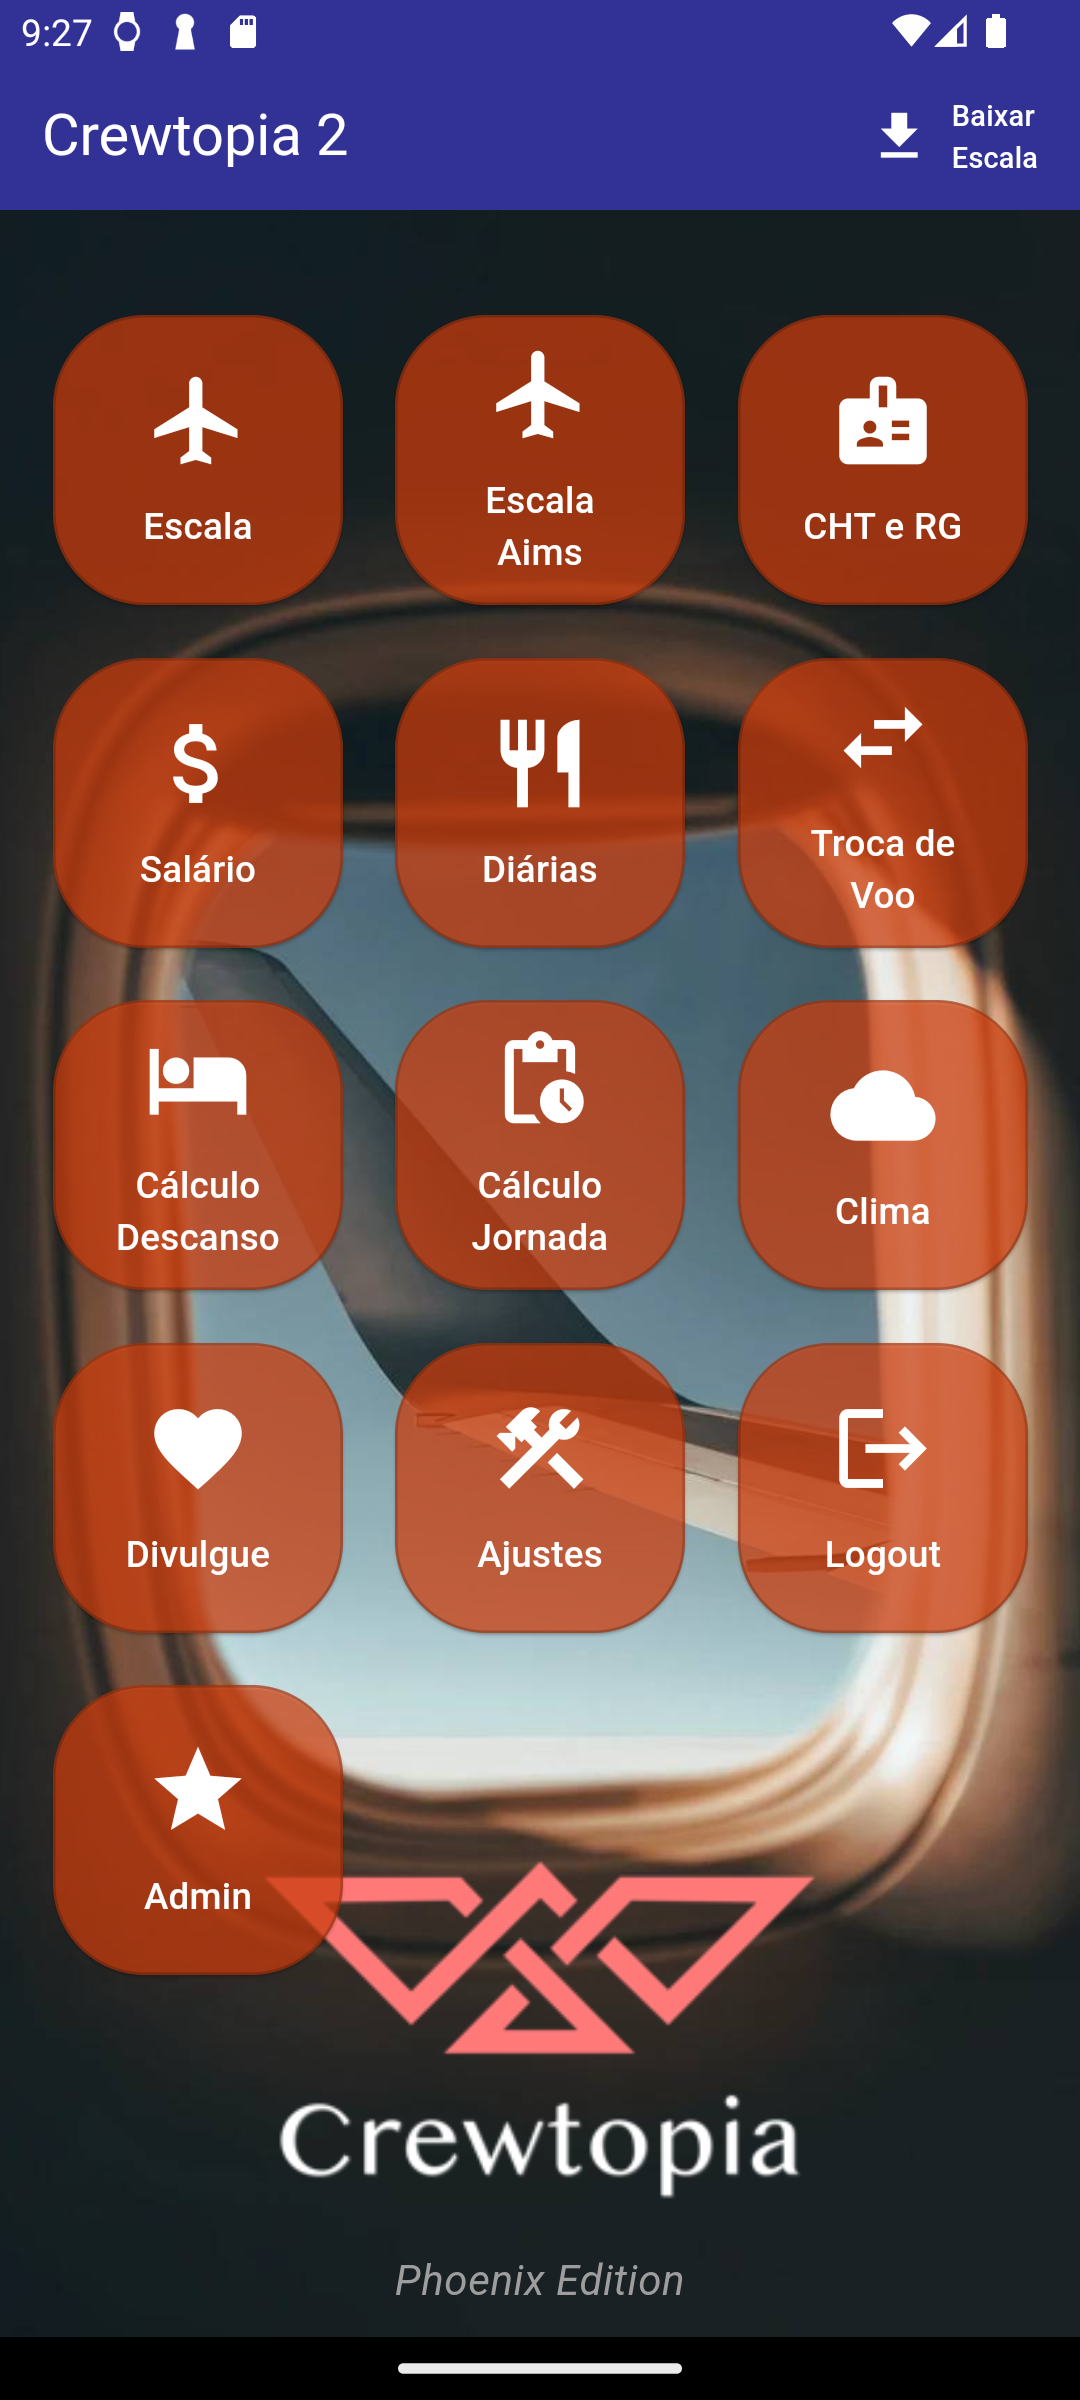 9:27
Crewtopia 2
Baixar
Escala
Escala
Escala
Aims
CHT e RG
Salário
Diárias
Troca de
Voo
Cálculo
Descanso
Cálculo
Jornada
Clima
Divulgue
Ajustes
Logout
Admin
Crewtopia
Phoenix Edition